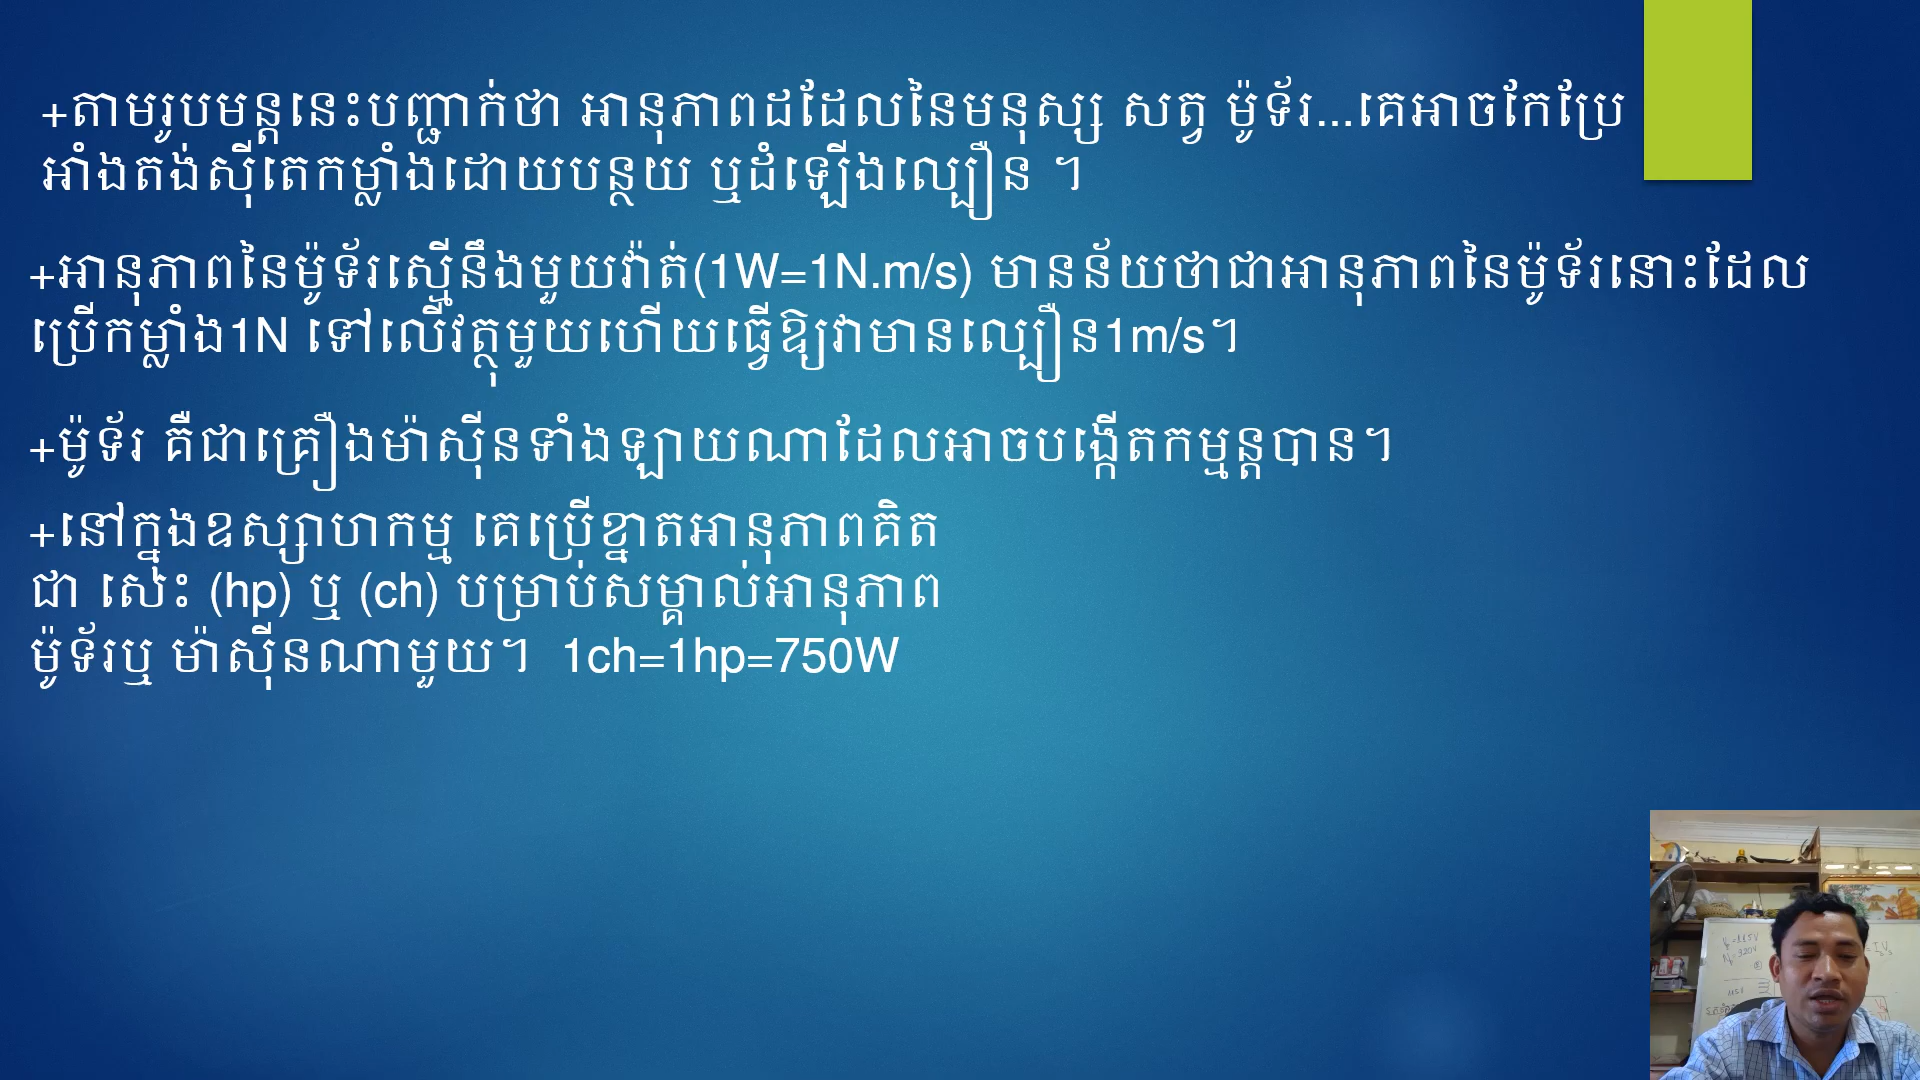 +តាមរូបមន្តនេះបញ្ជាក់ថា អានុភាពដដែលនៃមនុស្ស សត្វ ម៉ូទ័រ...គេអាចកែប្រែ
អាំងតង់ស៊ីតេកម្លាំងដោយបន្ថយ ឬដំឡើងល្បឿន ។
+អានុភាពនៃម៉ូទ័រស្មើនឹងមួយវ៉ាត់(1W=1N.m/s) មានន័យថាជាអានុភាពនៃម៉ូទ័រនោះដែល
ប្រើកម្លាំង1N ទៅលើវត្ថុមួយហើយធ្វើឱ្យវាមានល្បឿន1m/s។
+ម៉ូទ័រ គឺជាគ្រឿងម៉ាស៊ីនទាំងឡាយណាដែលអាចបង្កើតកម្មន្តបាន។
+នៅក្នុងឧស្សាហកម្ម គេប្រើខ្នាតអានុភាពគិត
ជា សេះ (hp) ឬ (ch) បម្រាប់សម្គាល់អានុភាព
ម៉ូទ័រឬ ម៉ាស៊ីនណាមួយ។ 1ch=1hp=750W